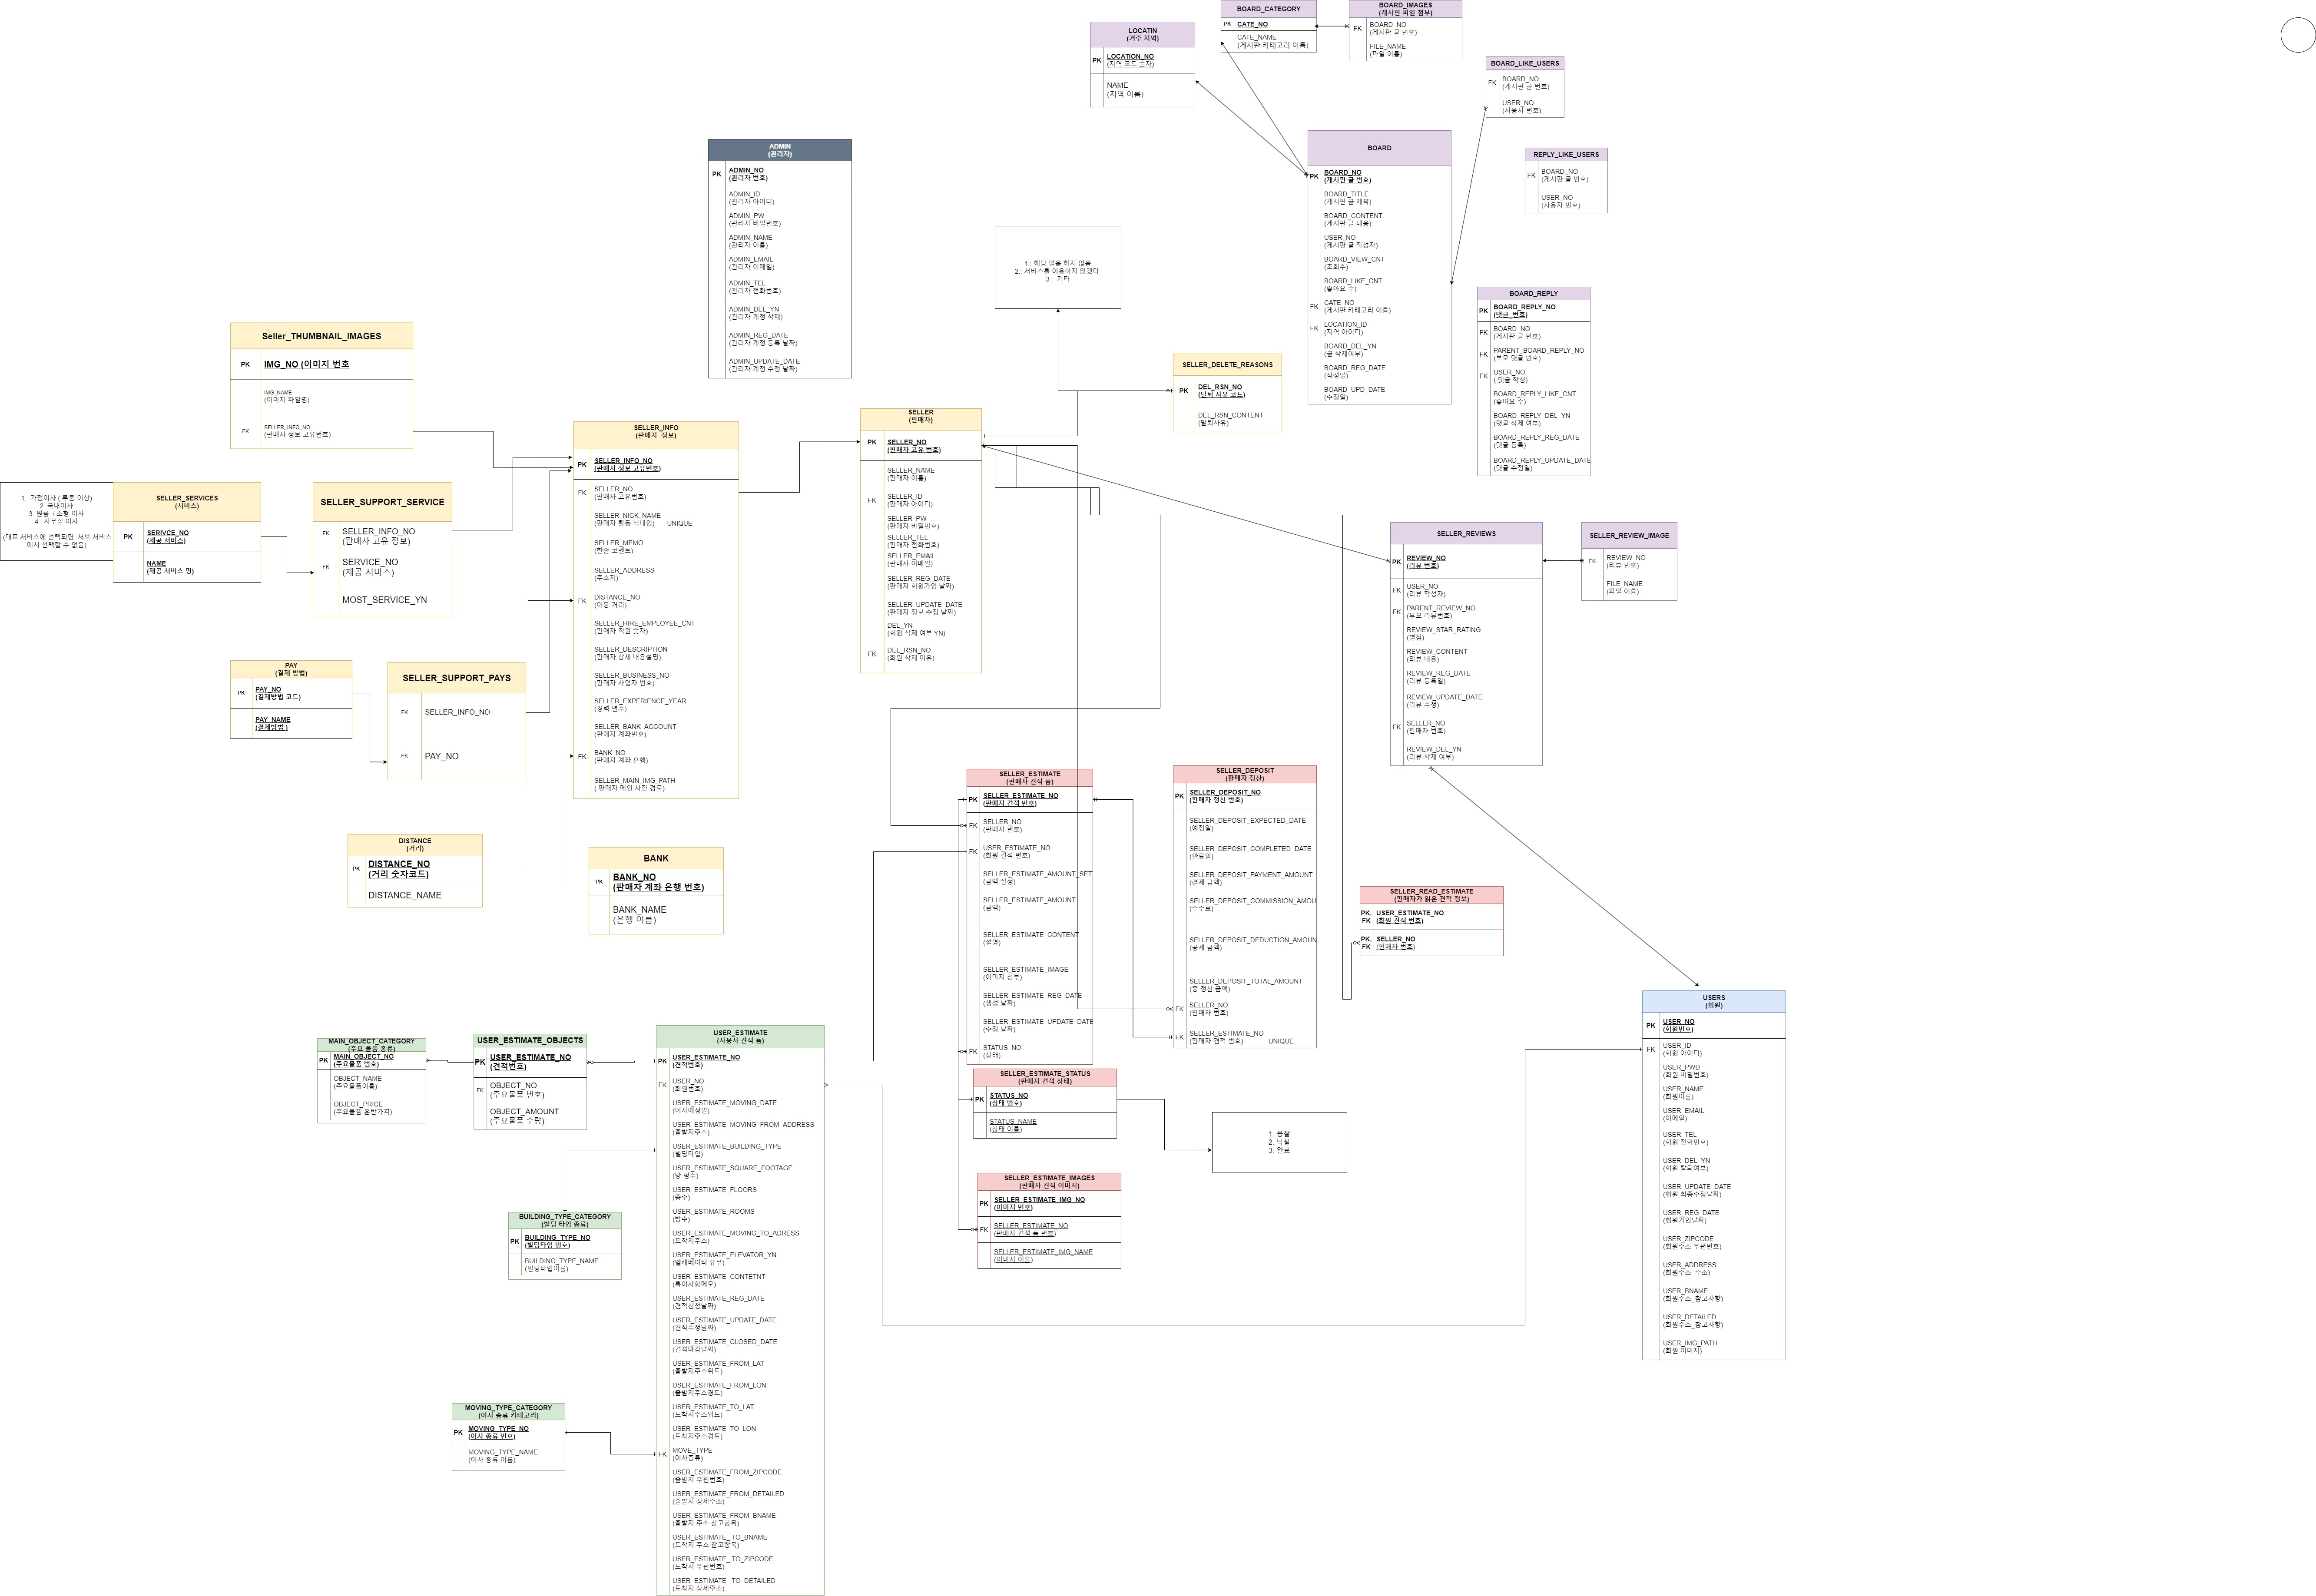 BOARD_CATEGORY
PK
CATE_NO
CATE_NAME
(게시판 카테고리 이름)
BOARD_IMAGES
(게시판 파일 첨부)
FK
BOARD_NO
(게시판 글 번호)
FILE_NAME
(파일 이름)
LOCATIN
(거주 지역)
PK
LOCATION_NO
(지역 코드 숫자)
NAME
(지역 이름)
BOARD_LIKE_USERS
FK
BOARD_NO
(게시판 글 번호)
USER_NO
(사용자 번호)
REPLY_LIKE_USERS
FK
BOARD_NO
(게시판 글 번호)
USER_NO
(사용자 번호)
BOARD
PK
BOARD_NO
(게시판 글 번호)
BOARD_TITLE
(게시판 글 제목)
BOARD_CONTENT
(게시판 글 내용)
USER_NO
(게시판 글 작성자)
BOARD_VIEW_CNT
(조회수)
BOARD_LIKE_CNT
(좋아요 수)
FK
CATE_NO
(게시판 카테고리 이름)
FK
LOCATION_ID
(지역 아이디)
BOARD_DEL_YN
(글 삭제여부)
BOARD_REG_DATE
(작성일)
BOARD_UPD_DATE
(수정일)
BOARD_REPLY
PK
BOARD_REPLY_NO
(댓글_번호)
FK
BOARD_NO
(게시판 글 번호)
FK
PARENT_BOARD_REPLY_NO
(부모 댓글 번호)
FK
USER_NO
( 댓글 작성)
BOARD_REPLY_LIKE_CNT
(좋아요 수)
BOARD_REPLY_DEL_YN
(댓글 삭제 여부)
BOARD_REPLY_REG_DATE
(댓글 등록)
BOARD_REPLY_UPDATE_DATE
(댓글 수정일)
ADMIN
(관리자)
PK
ADMIN_NO
(관리자 번호)
ADMIN_ID
(관리자 아이디)
ADMIN_PW
(관리자 비밀번호)
ADMIN_NAME
(관리자 이름)
ADMIN_EMAIL
(관리자 이메일)
ADMIN_TEL
(관리자 전화번호)
ADMIN_DEL_YN
(관리자 계정 삭제)
ADMIN_REG_DATE
(관리자 계정 등록 날짜)
ADMIN_UPDATE_DATE
(관리자 계정 수정 날짜)
1.: 해당 일을 하지 않음
2.: 서비스를 이용하지 않겠다
3 . 기타
SELLER_DELETE_REASONS
PK
DEL_RSN_NO
(탈퇴 사유 코드)
DEL_RSN_CONTENT
(탈퇴사유)
Seller_THUMBNAIL_IMAGES
PK
IMG_NO (이미지 번호
IMG_NAME
(이미지 파일명)
FK
SELLER_INFO_NO
(판매자 정보 고유번호)
1. 가정이사 ( 투룸 이상)
2. 국내이사
3. 원룸 / 소형 이사
4 . 사무실 이사
(대표 서비스에 선택되면 서브 서비스
에서 선택할 수 없음)
SELLER_SERVICES
(서비스)
PK
SERIVCE_NO
(제공 서비스)
NAME
(제공 서비스 명)
SELLER_SUPPORT_SERVICE
FK
SELLER_INFO_NO
(판매자 고유 정보)
FK
SERVICE_NO
(제공 서비스)
MOST_SERVICE_YN
PAY
(결제 방법)
PK
PAY_NO
(결제방법 코드)
PAY_NAME
(결제방법 )
SELLER_SUPPORT_PAYS
FK
SELLER_INFO_NO
FK
PAY_NO
DISTANCE
(거리)
PK
DISTANCE_NO
(거리 숫자코드)
DISTANCE_NAME
BANK
PK
BANK_NO
(판매자 계좌 은행 번호)
BANK_NAME
(은행 이름)
SELLER_INFO
(판매자 정보)
PK
SELLER_INFO_NO
(판매자 정보 고유번호)
FK
SELLER_NO
(판매자 고유번호)
SELLER_NICK_NAME
(판매자 활동 닉네임) UNIQUE
SELLER_MEMO
(한줄 코멘트)
SELLER_ADDRESS
(주소지)
FK
DISTANCE_NO
(이동 거리)
SELLER_HIRE_EMPLOYEE_CNT
(판매자 직원 숫자)
SELLER_DESCRIPTION
(판매자 상세 내용설명)
SELLER_BUSINESS_NO
(판매자 사업자 번호)
SELLER_EXPERIENCE_YEAR
(경력 년수)
SELLER_BANK_ACCOUNT
(판매자 계좌번호)
FK
BANK_NO
(판매자 계좌 은행)
SELLER_MAIN_IMG_PATH
( 판매자 메인 사진 경로)
SELLER
(판매자)
PK
SELLER_NO
(판매자 고유 번호)
SELLER_NAME
(판매자 이름)
FK
SELLER_ID
(판매자 아이디)
SELLER_PW
(판매자 비밀번호)
SELLER_TEL
(판매자 전화번호)
SELLER_EMAIL
(판매자 이메일)
SELLER_REG_DATE
(판매자 회원가입 날짜)
SELLER_UPDATE_DATE
(판매자 정보 수정 날짜)
DEL_YN
(회원 삭제 여부 YN)
FK
DEL_RSN_NO
(회원 삭제 이유)
SELLER_REVIEWS
PK
REVIEW_NO
(리뷰 번호)
FK
USER_NO
(리뷰 작성자)
FK
PARENT_REVIEW_NO
(부모 리뷰번호)
REVIEW_STAR_RATING
(별점)
REVIEW_CONTENT
(리뷰 내용)
REVIEW_REG_DATE
(리뷰 등록일)
REVIEW_UPDATE_DATE
(리뷰 수정)
FK
SELLER_NO
(판매자 번호)
REVIEW_DEL_YN
(리뷰 삭제 여부)
SELLER_REVIEW_IMAGE
FK
REVIEW_NO
(리뷰 번호)
FILE_NAME
(파일 이름)
SELLER_ESTIMATE
(판매자 견적 폼)
PK
SELLER_ESTIMATE_NO
(판매자 견적 번호)
FK
SELLER_NO
(판매자 번호)
FK
USER_ESTIMATE_NO
(회원 견적 번호)
SELLER_ESTIMATE_AMOUNT_SET
(금액 설정)
SELLER_ESTIMATE_AMOUNT
(금액)
SELLER_ESTIMATE_CONTENT
(설명)
SELLER_ESTIMATE_IMAGE
(이미지 첨부)
SELLER_ESTIMATE_REG_DATE
(생성 날짜)
SELLER_ESTIMATE_UPDATE_DATE
(수정 날짜)
FK
STATUS_NO
(상태)
SELLER_DEPOSIT
(판매자 정산)
PK
SELLER_DEPOSIT_NO
(판매자 정산 번호)
SELLER_DEPOSIT_EXPECTED_DATE
(예정일)
SELLER_DEPOSIT_COMPLETED_DATE
(완료일)
SELLER_DEPOSIT_PAYMENT_AMOUNT
(결제 금액)
SELLER_DEPOSIT_COMMISSION_AMOU
(수수료)
SELLER_DEPOSIT_DEDUCTION_AMOUN
(공제 금액)
SELLER_DEPOSIT_TOTAL_AMOUNT
(총 정산 금액)
FK
SELLER_NO
(판매자 번호)
FK
SELLER_ESTIMATE_NO
(판매자 견적 번호) UNIQUE
SELLER_READ_ESTIMATE
(판매자가 읽은 견적 정보)
PK,
FK
USER_ESTIMATE_NO
(회원 견적 번호)
PK,
FK
SELLER_NO
(판매자 번호)
SELLER_ESTIMATE_STATUS
(판매자 견적 상태)
PK
STATUS_NO
(상태 번호)
STATUS_NAME
(상태 이름)
1. 응찰
2. 낙찰
3. 완료
SELLER_ESTIMATE_IMAGES
(판매자 견적 이미지)
PK
SELLER_ESTIMATE_IMG_NO
(이미지 번호)
FK
SELLER_ESTIMATE_NO
(판매자 견적 폼 번호)
SELLER_ESTIMATE_IMG_NAME
(이미지 이름)
USERS
(회원)
PK
USER_NO
(회원번호)
FK
USER_ID
(회원 아이디)
USER_PWD
(회원 비밀번호)
USER_NAME
(회원이름)
USER_EMAIL
(이메일)
USER_TEL
(회원 전화번호)
USER_DEL_YN
(회원 탈퇴여부)
USER_UPDATE_DATE
(회원 최종수정날짜)
USER_REG_DATE
(회원가입날짜)
USER_ZIPCODE
(회원주소 우편번호)
USER_ADDRESS
(회원주소_주소)
USER_BNAME
(회원주소_참고사항)
USER_DETAILED
(회원주소_참고사항)
USER_IMG_PATH
(회원 이미지)
MAIN_OBJECT_CATEGORY
(주요 물품 종류)
PK
MAIN_OBJECT_NO
(주요물품 번호)
OBJECT_NAME
(주요물품이름)
OBJECT_PRICE
(주요물품 운반가격)
USER_ESTIMATE_OBJECTS
PK
USER_ESTIMATE_NO
(견적번호)
FK
OBJECT_NO
(주요물품 번호)
OBJECT_AMOUNT
(주요물품 수량)
BUILDING_TYPE_CATEGORY
(빌딩 타입 종류)
PK
BUILDING_TYPE_NO
(빌딩타입 번호)
BUILDING_TYPE_NAME
(빌딩타입이름)
MOVING_TYPE_CATEGORY
(이사 종류 카테고리)
PK
MOVING_TYPE_NO
(이사 종류 번호)
MOVING_TYPE_NAME
(이사 종류 이름)
USER_ESTIMATE
(사용자 견적 폼)
PK
USER_ESTIMATE_NO
(견적번호)
FK
USER_NO
(회원번호)
USER_ESTIMATE_MOVING_DATE
(이사예정일)
USER_ESTIMATE_MOVING_FROM_ADDRESS
(출발지주소)
USER_ESTIMATE_BUILDING_TYPE
(빌딩타입)
USER_ESTIMATE_SQUARE_FOOTAGE
(방 평수)
USER_ESTIMATE_FLOORS
(층수)
USER_ESTIMATE_ROOMS
(방수)
USER_ESTIMATE_MOVING_TO_ADRESS
(도착지주소)
USER_ESTIMATE_ELEVATOR_YN
(엘레베이터 유무)
USER_ESTIMATE_CONTETNT
(특이사항메모)
USER_ESTIMATE_REG_DATE
(견적신청날짜)
USER_ESTIMATE_UPDATE_DATE
(견적수정날짜)
USER_ESTIMATE_CLOSED_DATE
(견적마감날짜)
USER_ESTIMATE_FROM_LAT
(출발지주소위도)
USER_ESTIMATE_FROM_LON
(출발지주소경도)
USER_ESTIMATE_TO_LAT
(도착지주소위도)
USER_ESTIMATE_TO_LON
(도착지주소경도)
FK
MOVE_TYPE
(이사종류)
USER_ESTIMATE_FROM_ZIPCODE
(출발지 우편번호)
USER_ESTIMATE_FROM_DETAILED
(출발지 상세주소)
USER_ESTIMATE_FROM_BNAME
(출발지 주소 참고항목)
USER_ESTIMATE_ TO_BNAME
(도착지 주소 참고항목)
USER_ESTIMATE_ TO_ZIPCODE
(도착지 우편번호)
USER_ESTIMATE_ TO_DETAILED
(도착지 상세주소)